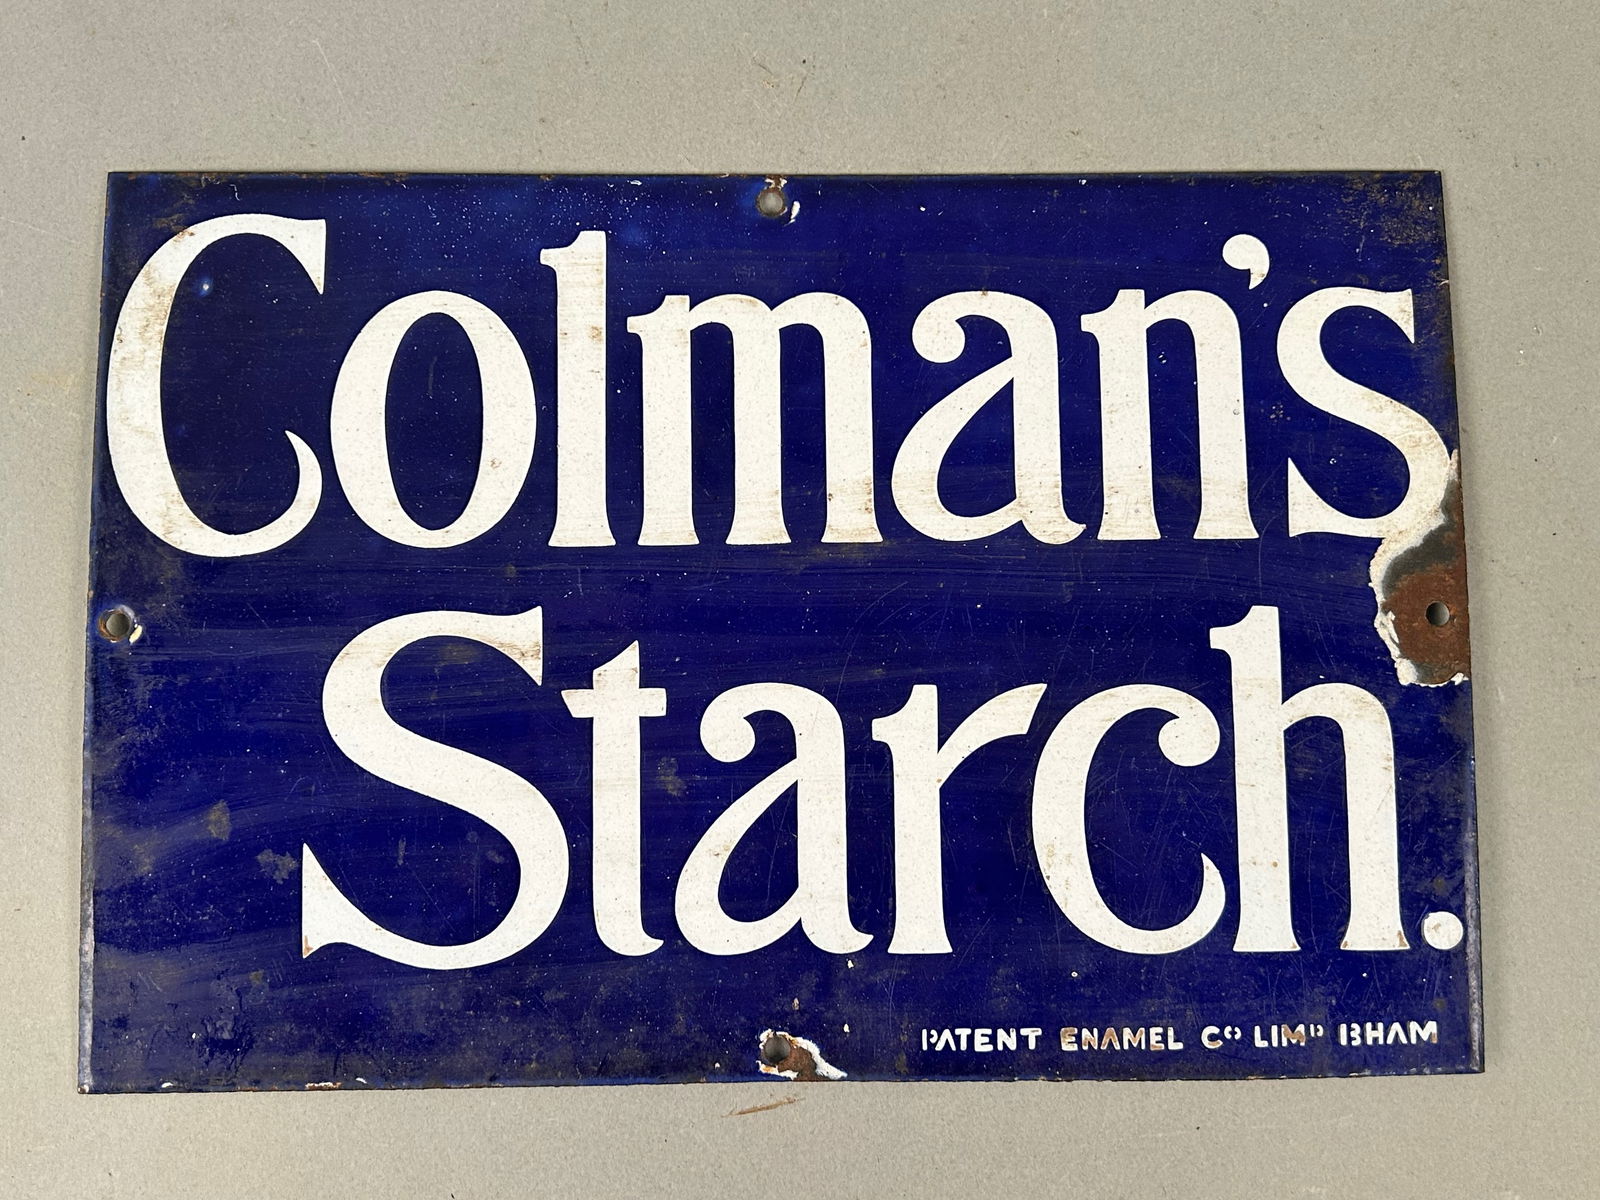 Colman's
Starch.
PATENT ENAMEL Co LIMD BHAM